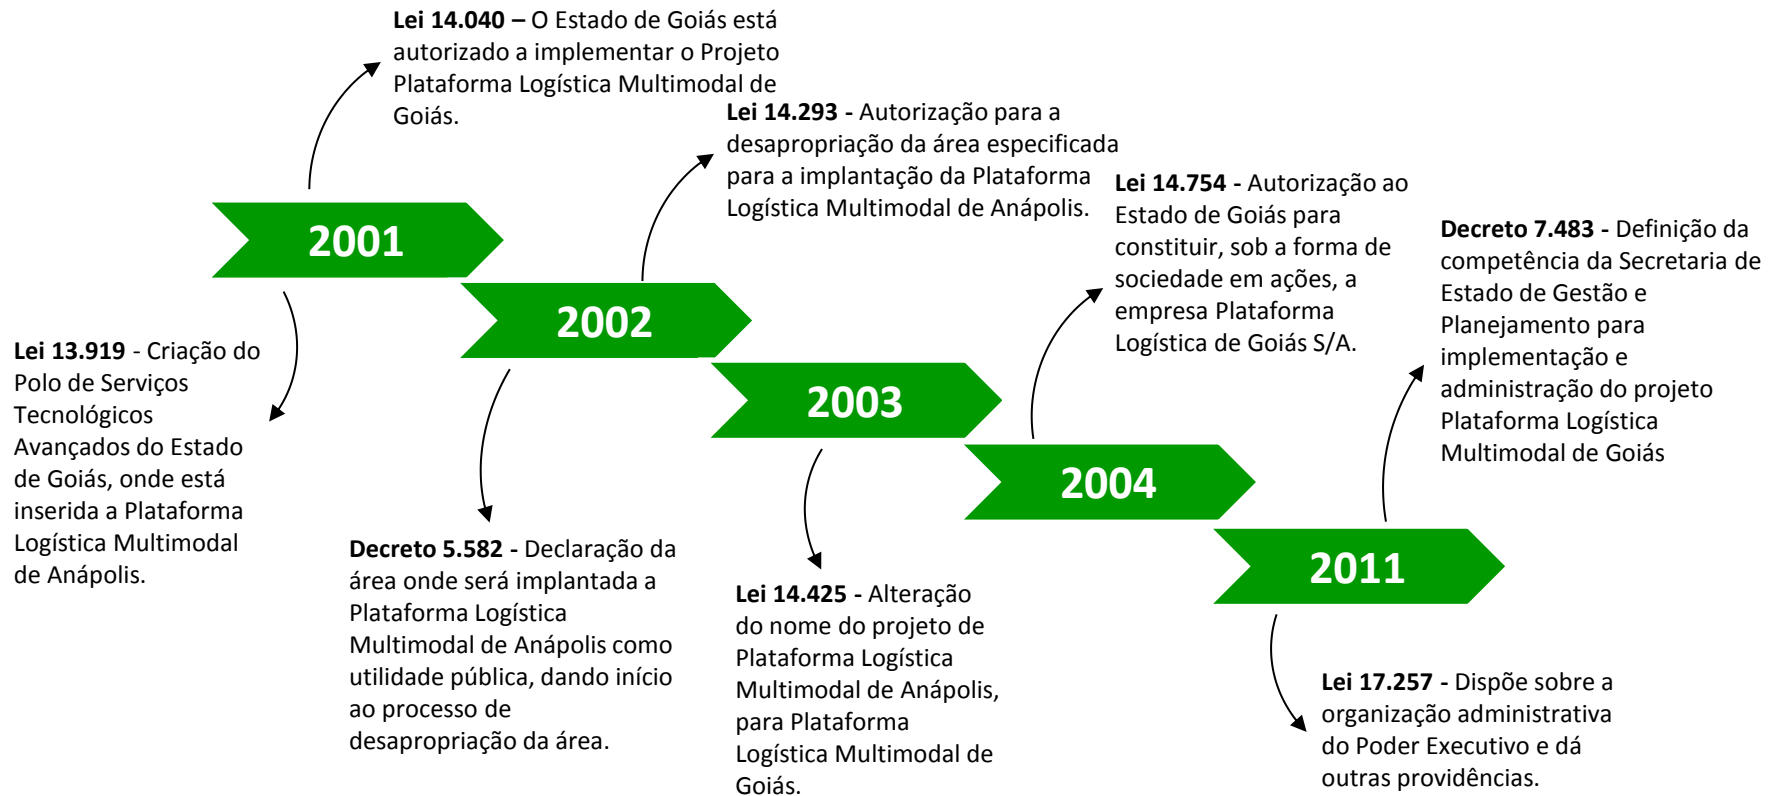 Lei 14.040 – O Estado de Goiás está
autorizado a implementar o Projeto
Plataforma Logística Multimodal de
Goiás.
2001
Lei 13.919 - Criação do
Polo de Serviços
Tecnológicos
Avançados do Estado
de Goiás, onde está
inserida a Plataforma
Logística Multimodal
de Anápolis.
Lei 14.293 - Autorização para a
desapropriação da área especificada
para a implantação da Plataforma
Logística Multimodal de Anápolis.
2002
Decreto 5.582 - Declaração da
área onde será implantada a
Plataforma Logística
Multimodal de Anápolis como
utilidade pública, dando início
ao processo de
desapropriação da área.
2003
Lei 14.425 - Alteração
do nome do projeto de
Plataforma Logística
Multimodal de Anápolis,
para Plataforma
Logística Multimodal de
Goiás.
Lei 14.754 - Autorização ao
Estado de Goiás para
constituir, sob a forma de
sociedade em ações, a
empresa Plataforma
Logística de Goiás S/A.
2004
Decreto 7.483 - Definição da
competência da Secretaria de
Estado de Gestão e
Planejamento para
implementação e
administração do projeto
Plataforma Logística
Multimodal de Goiás
2011
Lei 17.257 - Dispõe sobre a
organização administrativa
do Poder Executivo e dá
outras providências.